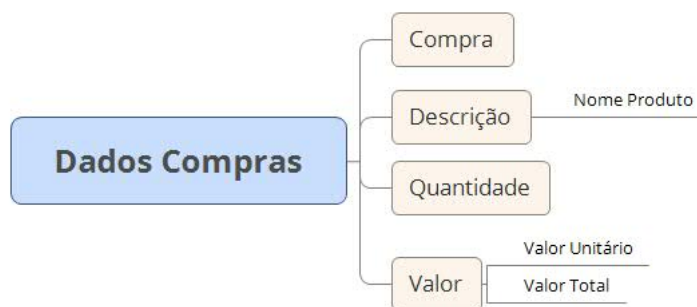 Dados Compras
Compra
Descrição
Nome Produto
Quantidade
Valor
Valor Unitário
Valor Total